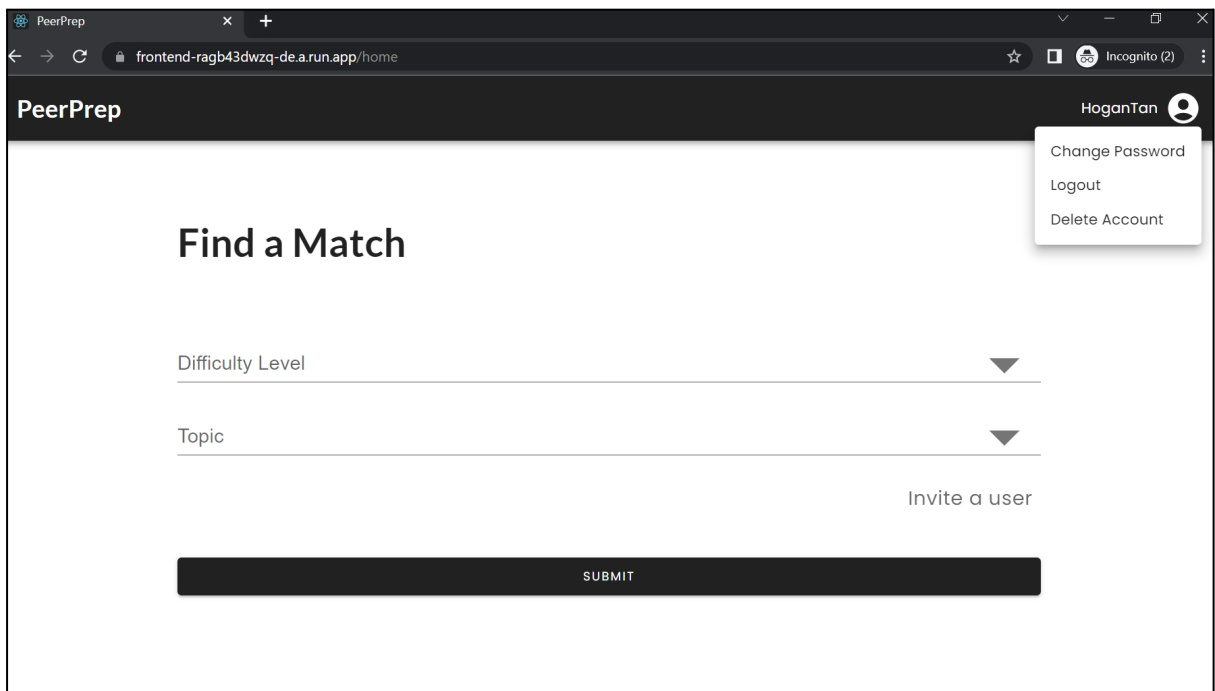 PeerPrep
frontend-ragb43dwzq-de.a.run.app/home
Incognito (2)
PeerPrep
HoganTan
Change Password
Logout
Delete Account
Find a Match
Difficulty Level
Topic
Invite a user
SUBMIT